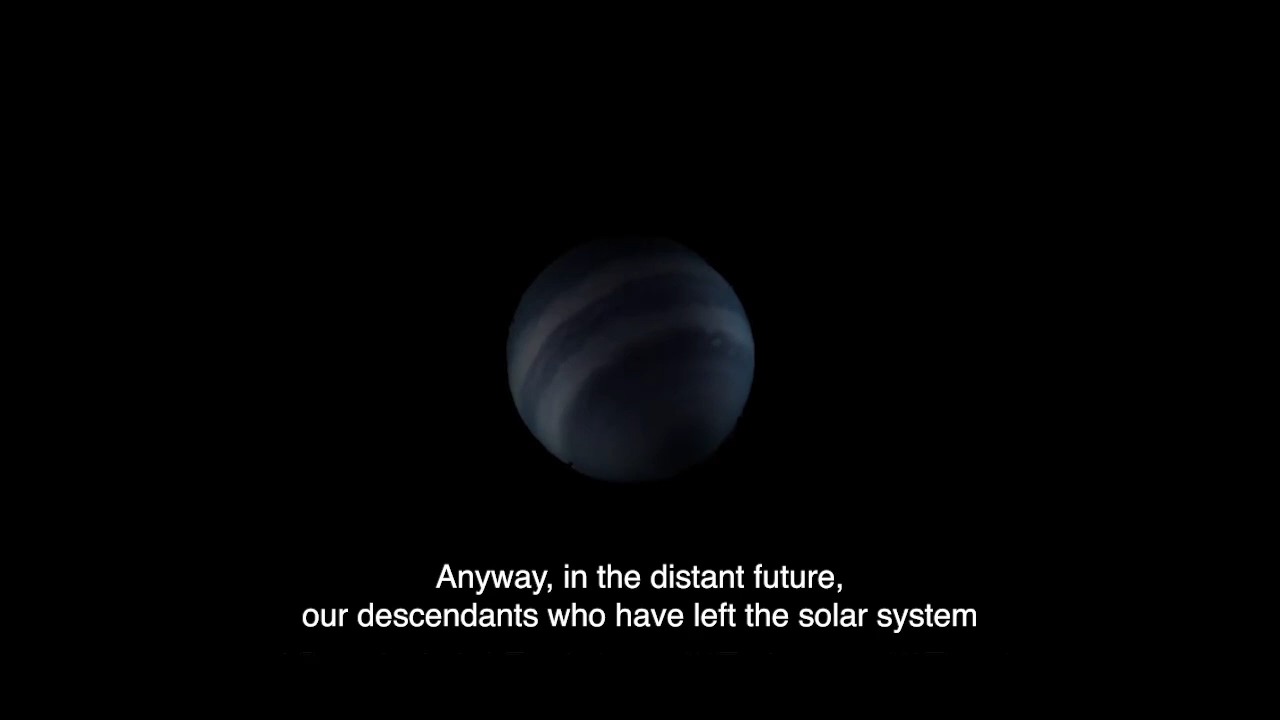 Anyway, in the distant future,
our descendants who have left the solar system